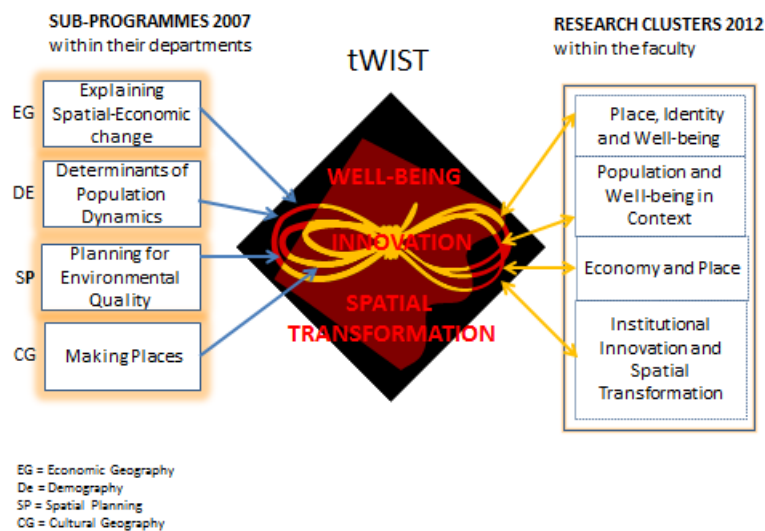 SUB-PROGRAMMES 2007
within their departments
EG
Explaining
Spatial-Economic
change
DE
Determinants of
Population
Dynamics
SP
Planning for
Environmental
Quality
CG
Making Places
tWIST
WELL-BEING
INNOVATION
SPATIAL
TRANSFORMATION
RESEARCH CLUSTERS 2012
within the faculty
Place, Identity
and Well-being
Population and
Well-being in
Context
Economy and Place
Institutional
Innovation and
Spatial
Transformation
EG = Economic Geography
De = Demography
SP = Spatial Planning
CG = Cultural Geography